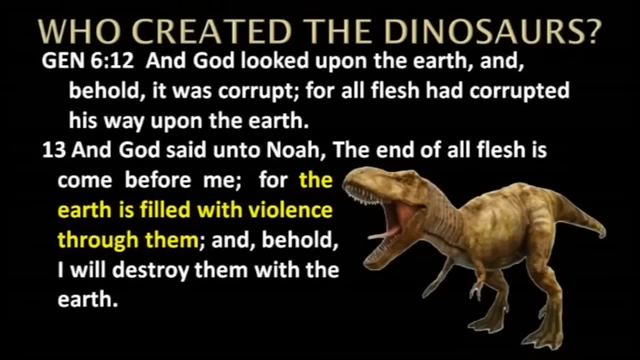 WHO CREATED THE DINOSAURS?
GEN 6:12 And God looked upon the earth, and,
behold, it was corrupt; for all flesh had corrupted
his way upon the earth.
13 And God said unto Noah, The end of all flesh is
come before me; for the
earth is filled with violence
through them; and, behold,
I will destroy them with the
earth.